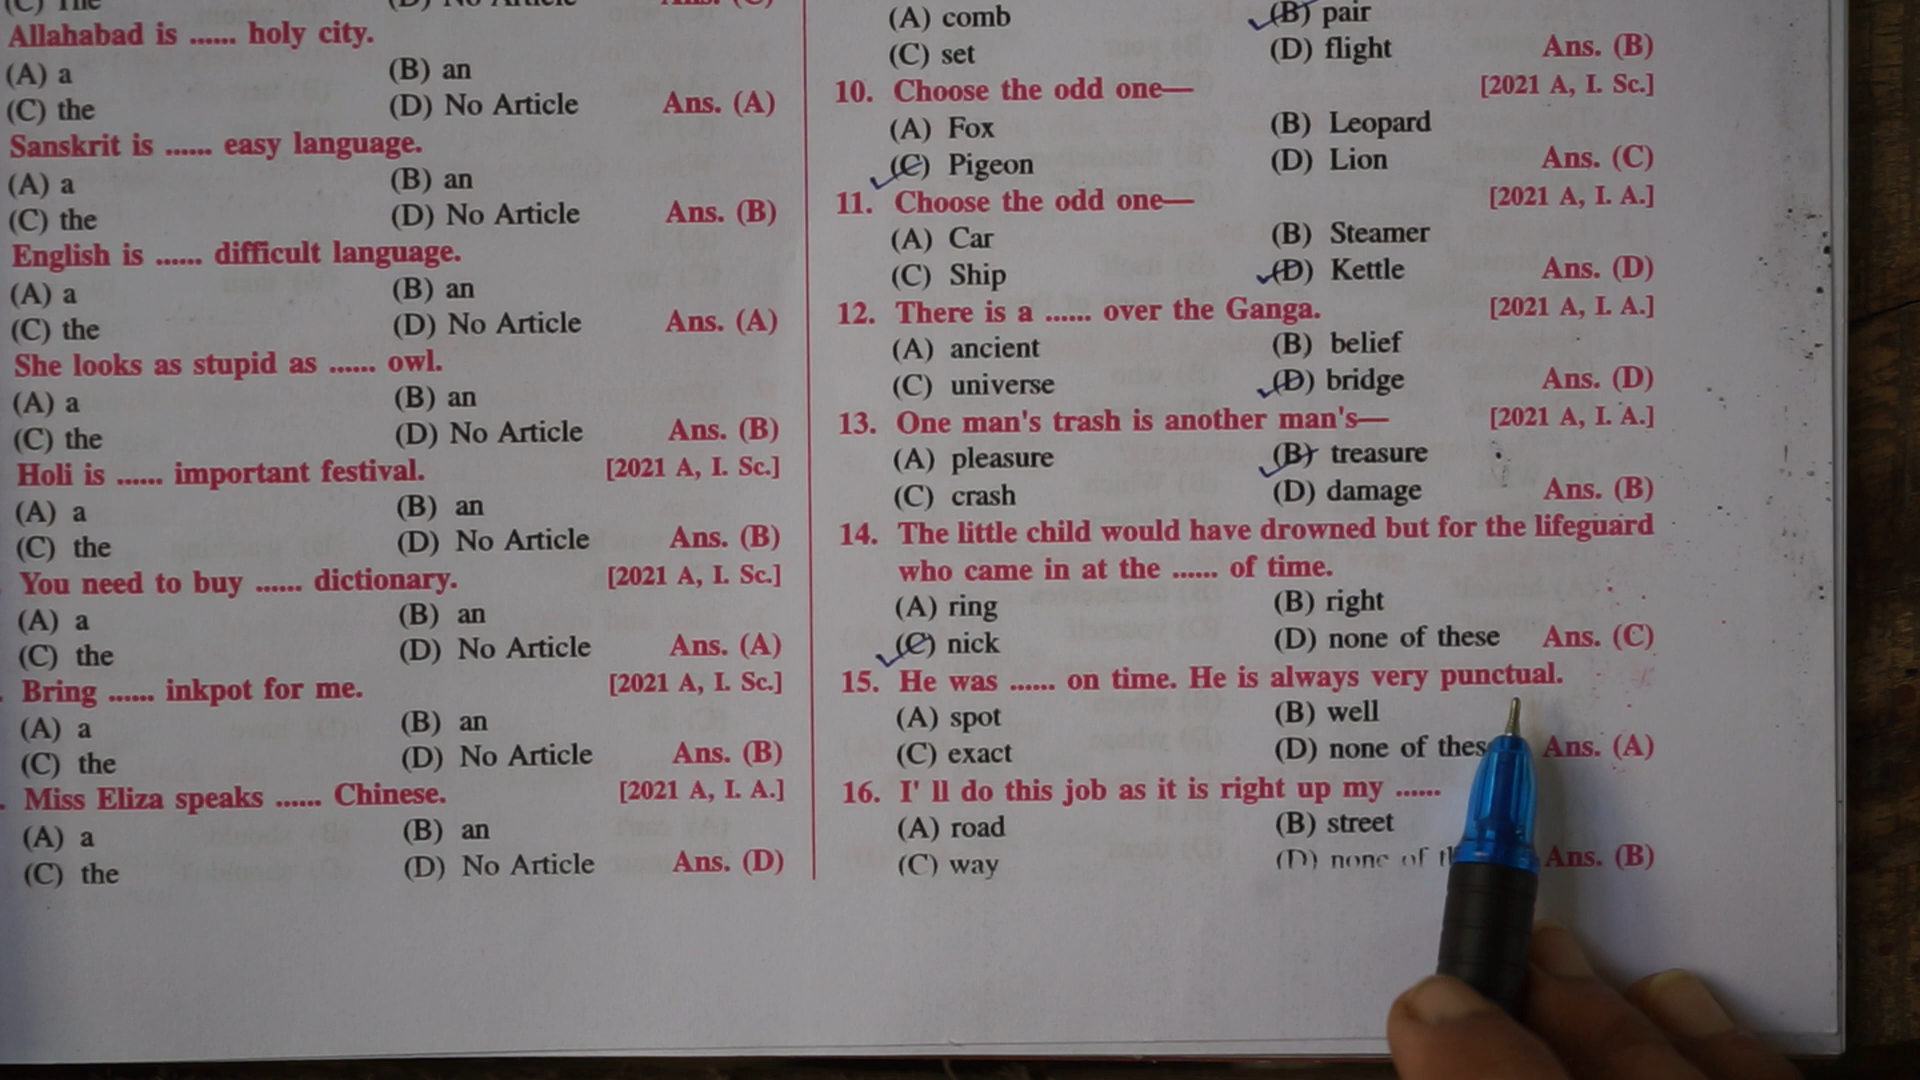 (C) The
(D) No Article
Allahabad is ...... holy city.
(A) a
(B) an
(C) the
(D) No Article Ans. (A)
Sanskrit is ...... easy language.
(A) a
(B) an
(C) the
(D) No Article Ans. (B)
English is ...... difficult language.
(A) a
(B) an
(C) the
(D) No Article Ans. (A)
She looks as stupid as ...... owl.
(A) a
(B) an
(C) the
(D) No Article Ans. (B)
Holi is ...... important festival. [2021 A, I. Sc.]
(A) a
(B) an
(C) the
(D) No Article Ans. (B)
You need to buy ...... dictionary. [2021 A, I. Sc.]
(A) a
(B) an
(C) the
(D) No Article Ans. (A)
Bring ...... inkpot for me. [2021 A, I. Sc.]
(A) a
(B) an
(C) the
(D) No Article Ans. (B)
Miss Eliza speaks ...... Chinese. [2021 A, I. A.]
(A) a
(B) an
(C) the
(D) No Article Ans. (D)
(A) comb
(B) pair
(C) set
(D) flight Ans. (B)
10. Choose the odd one— [2021 A, I. Sc.]
(A) Fox
(B) Leopard
(C) Pigeon
(D) Lion Ans. (C)
11. Choose the odd one— [2021 A, I. A.]
(A) Car
(B) Steamer
(C) Ship
(D) Kettle Ans. (D)
12. There is a ...... over the Ganga. [2021 A, I. A.]
(A) ancient
(B) belief
(C) universe
(D) bridge Ans. (D)
13. One man's trash is another man's— [2021 A, I. A.]
(A) pleasure
(B) treasure
(C) crash
(D) damage Ans. (B)
14. The little child would have drowned but for the lifeguard
who came in at the ...... of time.
(A) ring
(B) right
(C) nick
(D) none of these Ans. (C)
15. He was ...... on time. He is always very punctual.
(A) spot
(B) well
(C) exact
(D) none of thes Ans. (A)
16. I' ll do this job as it is right up my ......
(A) road
(B) street
(C) way
(D) none of Ans. (B)